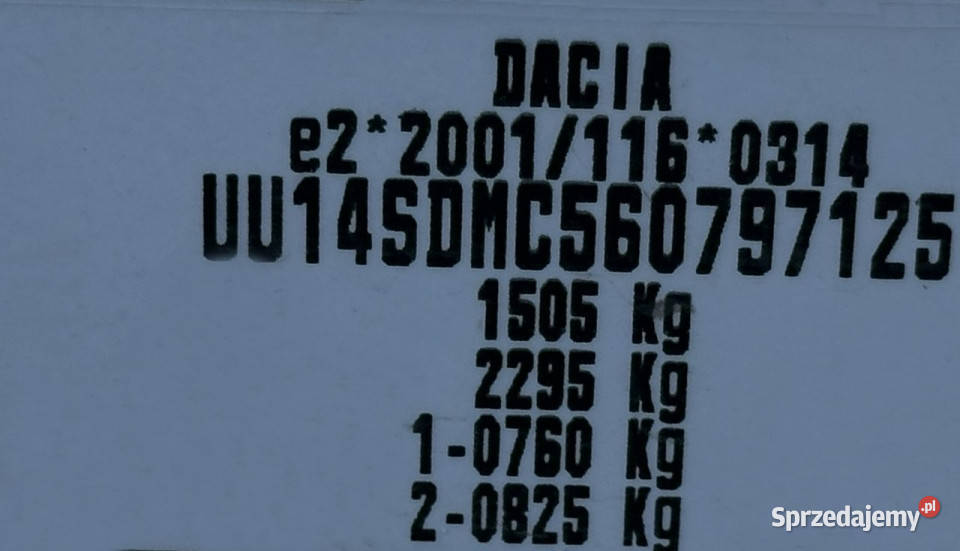 DACIA
e2*2001/116*0314
UU14SDMC560797125
1505 Kg
2295 Kg
1-0760 Kg
2-0825 Kg
Sprzedajemy.pl